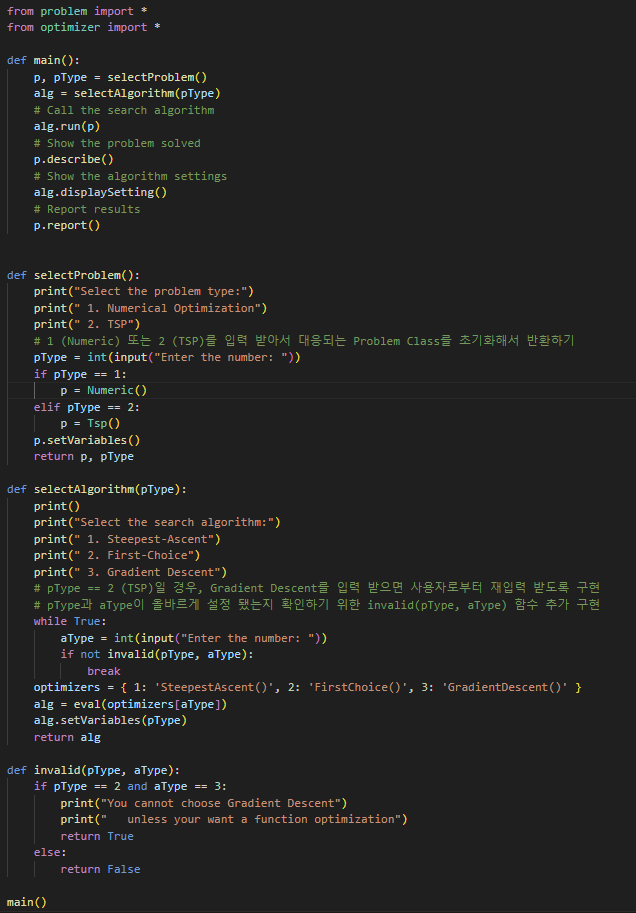 from problem import *
from optimizer import *
def main():
    p, pType = selectProblem()
    alg = selectAlgorithm(pType)
    # Call the search algorithm
    alg.run(p)
    # Show the problem solved
    p.describe()
    # Show the algorithm settings
    alg.displaySetting()
    # Report results
    p.report()
def selectProblem():
    print("Select the problem type:")
    print(" 1. Numerical Optimization")
    print(" 2. TSP")
    # 1 (Numeric) 또는 2 (TSP)를 입력 받아서 대응되는 Problem Class를 초기화해서 반환하기
    pType = int(input("Enter the number: "))
    if pType == 1:
        p = Numeric()
    elif pType == 2:
        p = Tsp()
    p.setVariables()
    return p, pType
def selectAlgorithm(pType):
    print()
    print("Select the search algorithm:")
    print(" 1. Steepest-Ascent")
    print(" 2. First-Choice")
    print(" 3. Gradient Descent")
    # pType == 2 (TSP)일 경우, Gradient Descent를 입력 받으면 사용자로부터 재입력 받도록 구현
    # pType과 aType이 올바르게 설정 됐는지 확인하기 위한 invalid(pType, aType) 함수 추가 구현
    while True:
        aType = int(input("Enter the number: "))
        if not invalid(pType, aType):
            break
    optimizers = { 1: 'SteepestAscent()', 2: 'FirstChoice()', 3: 'GradientDescent()' }
    alg = eval(optimizers[aType])
    alg.setVariables(pType)
    return alg
def invalid(pType, aType):
    if pType == 2 and aType == 3:
        print("You cannot choose Gradient Descent")
        print("   unless your want a function optimization")
        return True
    else:
        return False
main()